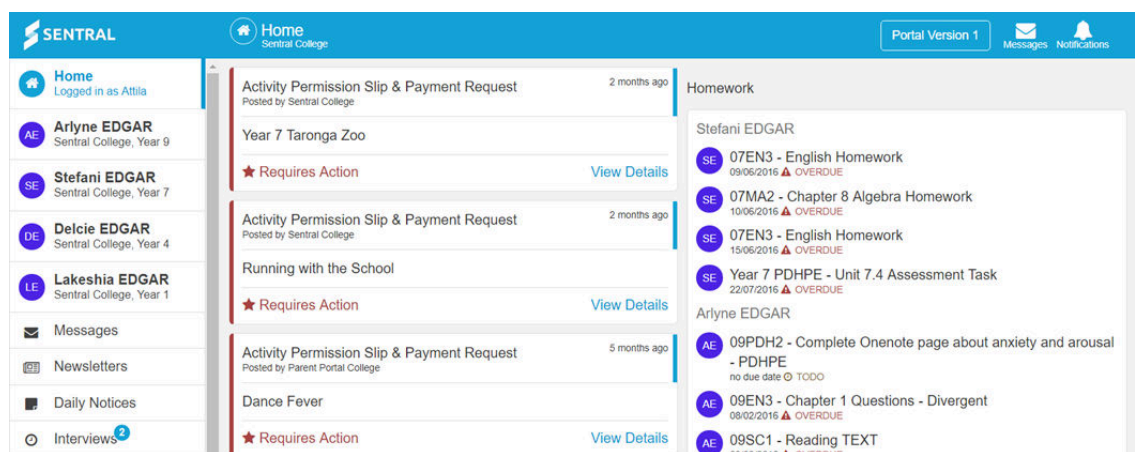 SENTRAL
Home
Sentral College
Portal Version 1
Messages
Notifications
Home
Logged in as Attila
AE
Arlyne EDGAR
Sentral College, Year 9
SE
Stefani EDGAR
Sentral College, Year 7
DE
Delcie EDGAR
Sentral College, Year 4
LE
Lakeshia EDGAR
Sentral College, Year 1
Messages
Newsletters
Daily Notices
Interviews 2
Activity Permission Slip & Payment Request
2 months ago
Posted by Sentral College
Year 7 Taronga Zoo
Requires Action
View Details
Activity Permission Slip & Payment Request
2 months ago
Posted by Sentral College
Running with the School
Requires Action
View Details
Activity Permission Slip & Payment Request
5 months ago
Posted by Parent Portal College
Dance Fever
Requires Action
View Details
Homework
Stefani EDGAR
SE
07EN3 - English Homework
09/06/2016 OVERDUE
SE
07MA2 - Chapter 8 Algebra Homework
10/06/2016 OVERDUE
SE
07EN3 - English Homework
15/06/2016 OVERDUE
SE
Year 7 PDHPE - Unit 7.4 Assessment Task
22/07/2016 OVERDUE
Arlyne EDGAR
AE
09PDH2 - Complete Onenote page about anxiety and arousal
- PDHPE
no due date TODO
AE
09EN3 - Chapter 1 Questions - Divergent
08/02/2016 OVERDUE
AE
09SC1 - Reading TEXT